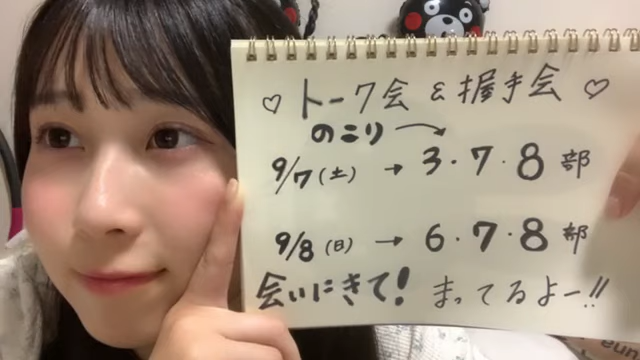 ♡ トーク会 & 握手会 ♡
のこり
9/7(土) → 3・7・8部
9/8(日) → 6・7・8部
会いにきて! まってるよー!!